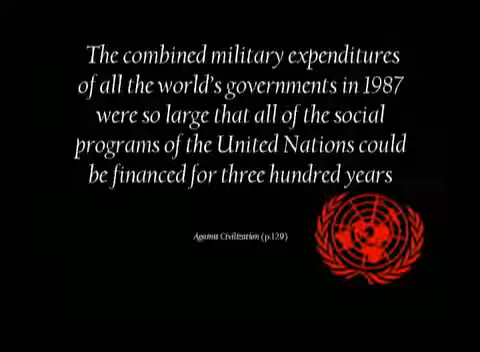 The combined military expenditures
of all the world's governments in 1987
were so large that all of the social
programs of the United Nations could
be financed for three hundred years
Against Civilization (p.129)